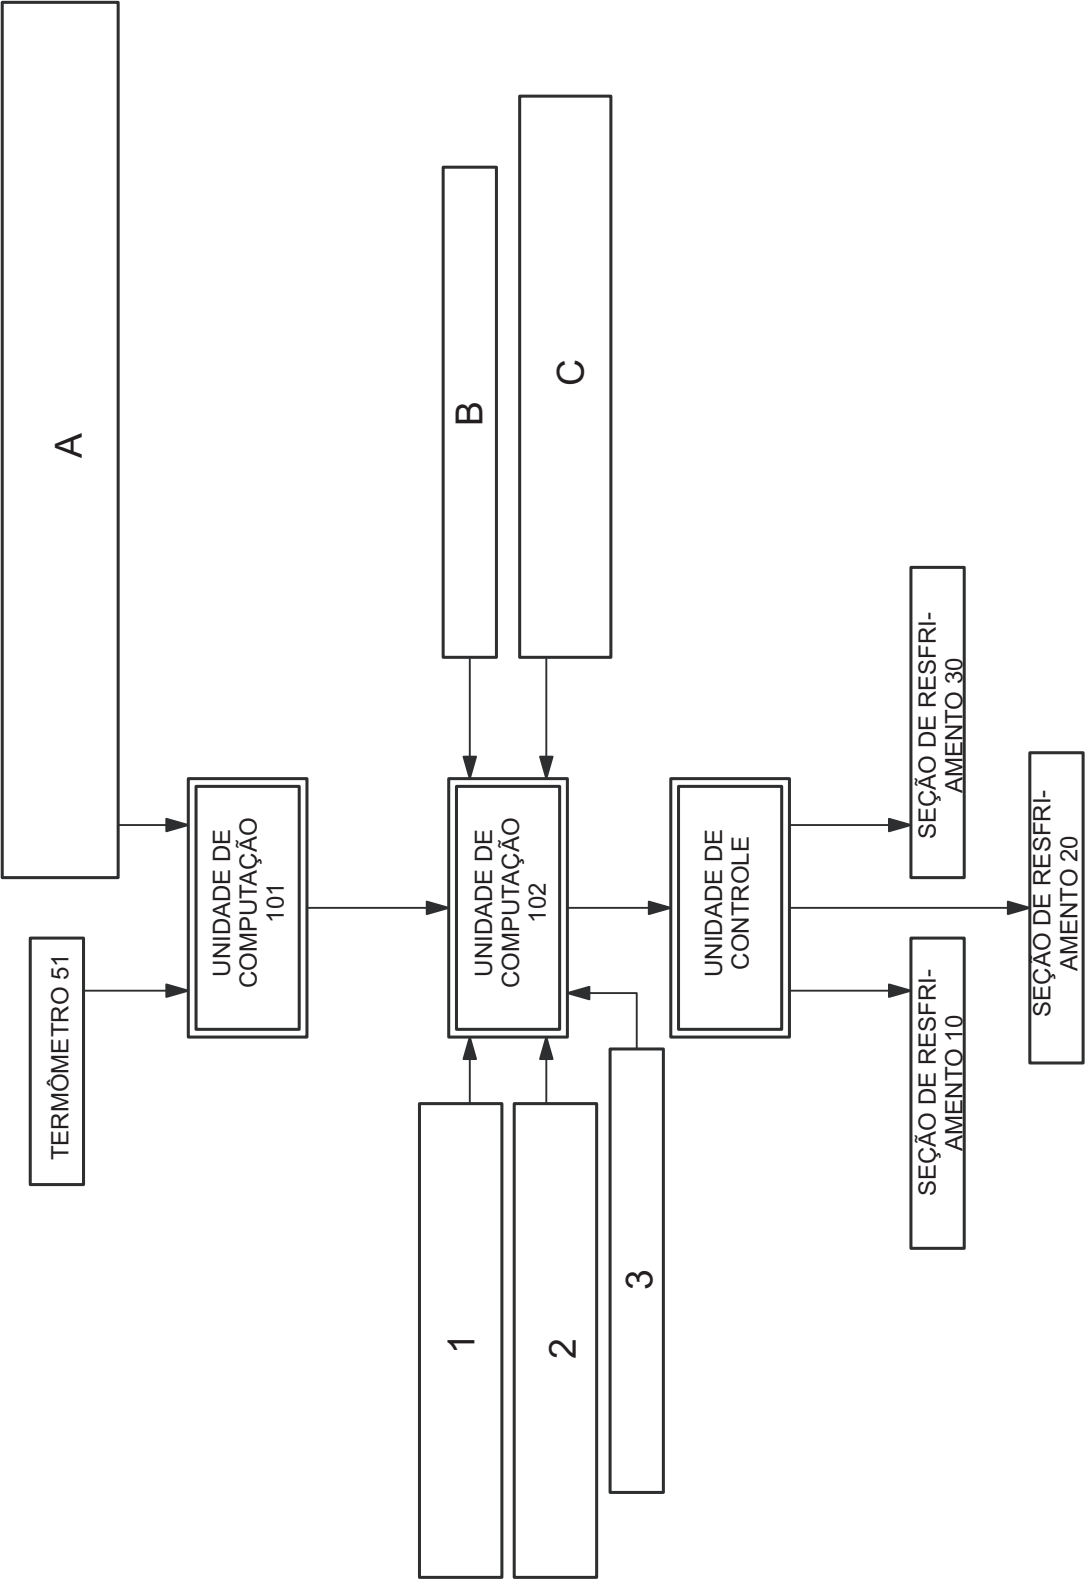 A
TERMÔMETRO 51
UNIDADE DE
COMPUTAÇÃO
101
B
C
1
2
3
UNIDADE DE
COMPUTAÇÃO
102
UNIDADE DE
CONTROLE
SEÇÃO DE RESFRI-
AMENTO 10
SEÇÃO DE RESFRI-
AMENTO 20
SEÇÃO DE RESFRI-
AMENTO 30